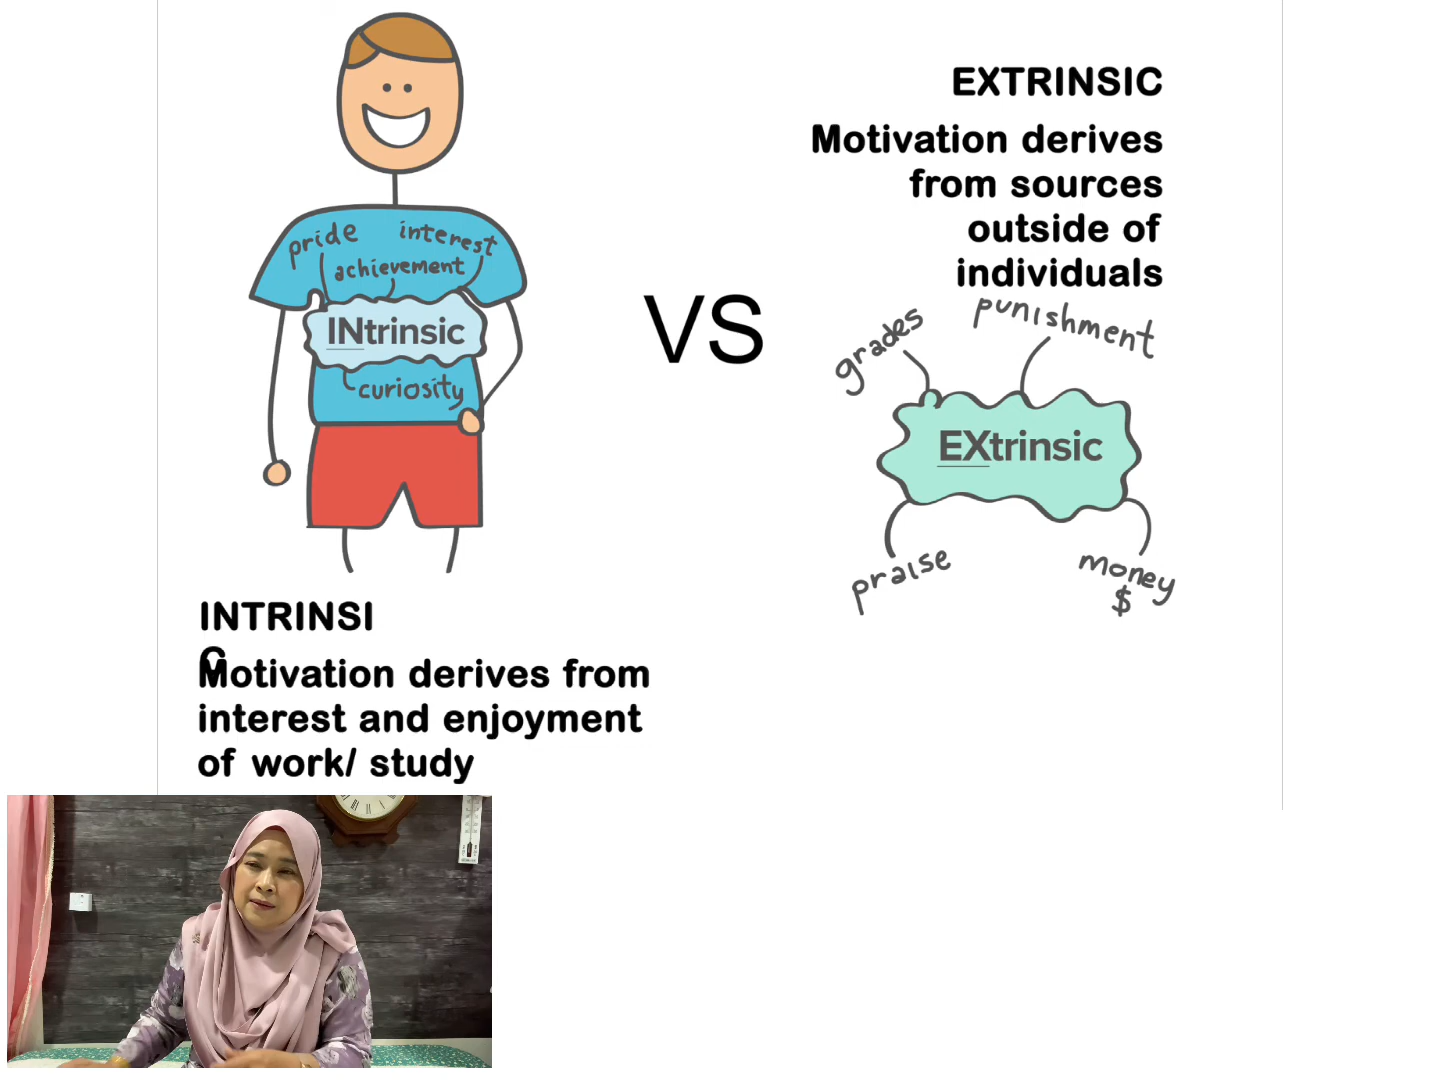 pride interest
achievement
INtrinsic
curiosity
INTRINSI
C
Motivation derives from
interest and enjoyment
of work/ study
VS
EXTRINSIC
Motivation derives
from sources
outside of
individuals
grades punishment
EXtrinsic
praise money
$